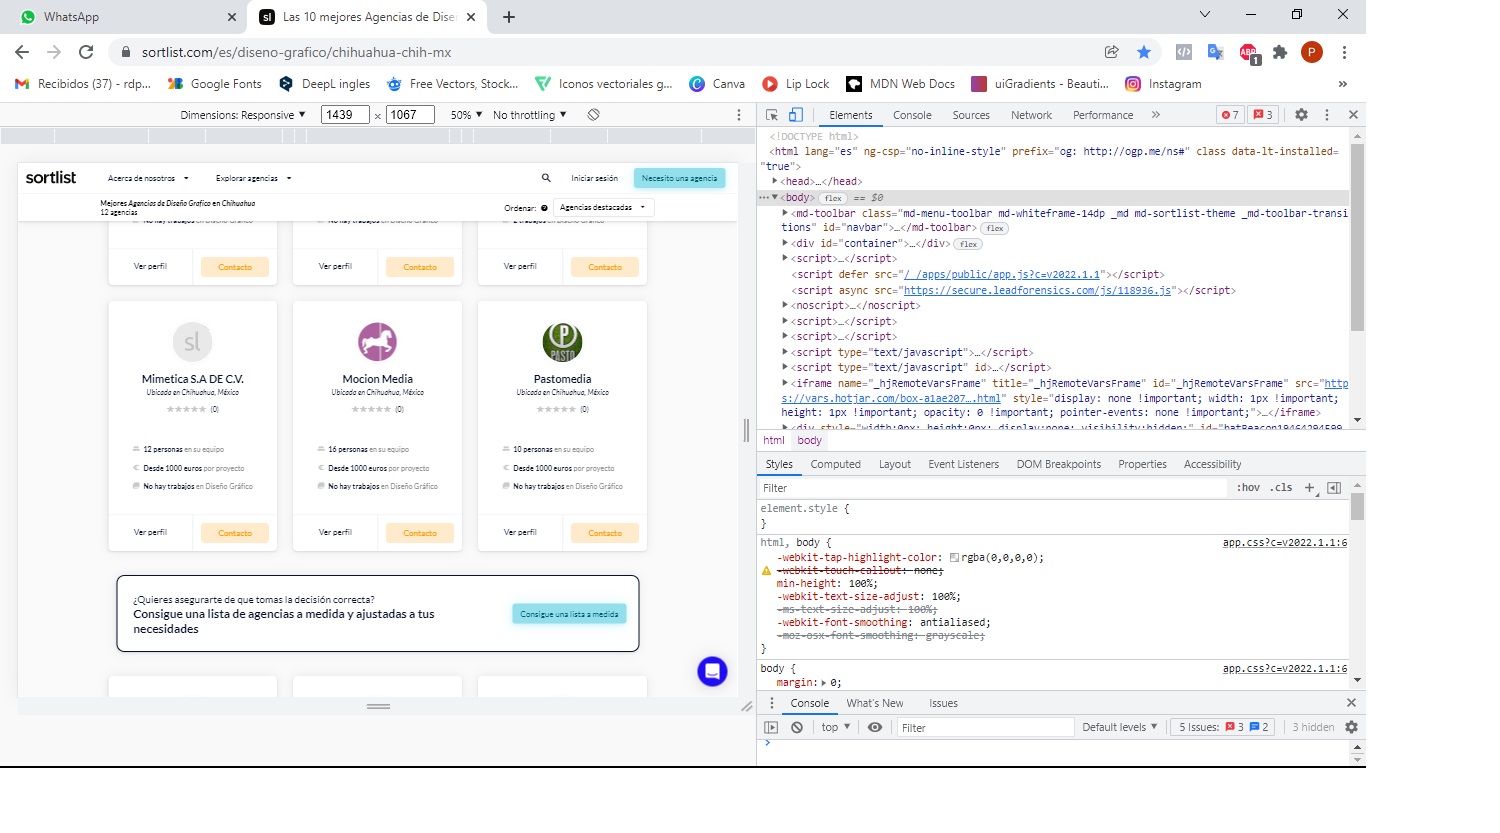 WhatsApp
Las 10 mejores Agencias de Dise
sortlist.com/es/diseno-grafico/chihuahua-chih-mx
ABP
1
P
Recibidos (37) - rdp...
Google Fonts
DeepL ingles
Free Vectors, Stock...
Iconos vectoriales g...
Canva
Lip Lock
MDN Web Docs
uiGradients - Beauti...
Instagram
»
Dimensions: Responsive
1439 × 1067
50%
No throttling
Elements
Console
Sources
Network
Performance
»
7
3
sortlist
Acerca de nosotros
Explorar agencias
Iniciar sesión
Necesito una agencia
Mejores Agencias de Diseño Grafico en Chihuahua
12 agencias
Ordenar:
Agencias destacadas
Ver perfil
Contacto
Ver perfil
Contacto
Ver perfil
Contacto
sl
Mimetica S.A DE C.V.
Ubicada en Chihuahua, México
(0)
12 personas en su equipo
Desde 1000 euros por proyecto
No hay trabajos en Diseño Gráfico
Ver perfil
Contacto
Mocion Media
Ubicada en Chihuahua, México
(0)
16 personas en su equipo
Desde 1000 euros por proyecto
No hay trabajos en Diseño Gráfico
Ver perfil
Contacto
P
PASTO
Pastomedia
Ubicada en Chihuahua, México
(0)
10 personas en su equipo
Desde 1000 euros por proyecto
No hay trabajos en Diseño Gráfico
Ver perfil
Contacto
¿Quieres asegurarte de que tomas la decisión correcta?
Consigue una lista de agencias a medida y ajustadas a tus
necesidades
Consigue una lista a medida
<!DOCTYPE html>
<html lang="es" ng-csp="no-inline-style" prefix="og: http://ogp.me/ns#" class data-lt-installed=
"true">
<head>…</head>
<body> flex == $0
<md-toolbar class="md-menu-toolbar md-whiteframe-14dp _md md-sortlist-theme _md-toolbar-transi
tions" id="navbar">…</md-toolbar> flex
<div id="container">…</div> flex
<script>…</script>
<script defer src="/_/apps/public/app.js?c=v2022.1.1"></script>
<script async src="https://secure.leadforensics.com/js/118936.js"></script>
<noscript>…</noscript>
<script>…</script>
<script>…</script>
<script type="text/javascript">…</script>
<script type="text/javascript" id>…</script>
<iframe name="_hjRemoteVarsFrame" title="_hjRemoteVarsFrame" id="_hjRemoteVarsFrame" src="http
s://vars.hotjar.com/box-a1ae207….html" style="display: none !important; width: 1px !important;
height: 1px !important; opacity: 0 !important; pointer-events: none !important;">…</iframe>
html body
Styles
Computed
Layout
Event Listeners
DOM Breakpoints
Properties
Accessibility
Filter
:hov .cls +
element.style {
}
html, body {
app.css?c=v2022.1.1:6
-webkit-tap-highlight-color: rgba(0,0,0,0);
-webkit-touch-callout: none;
min-height: 100%;
-webkit-text-size-adjust: 100%;
-ms-text-size-adjust: 100%;
-webkit-font-smoothing: antialiased;
-moz-osx-font-smoothing: grayscale;
}
body {
app.css?c=v2022.1.1:6
margin: 0;
Console
What's New
Issues
top
Filter
Default levels
5 Issues: 3 2
3 hidden